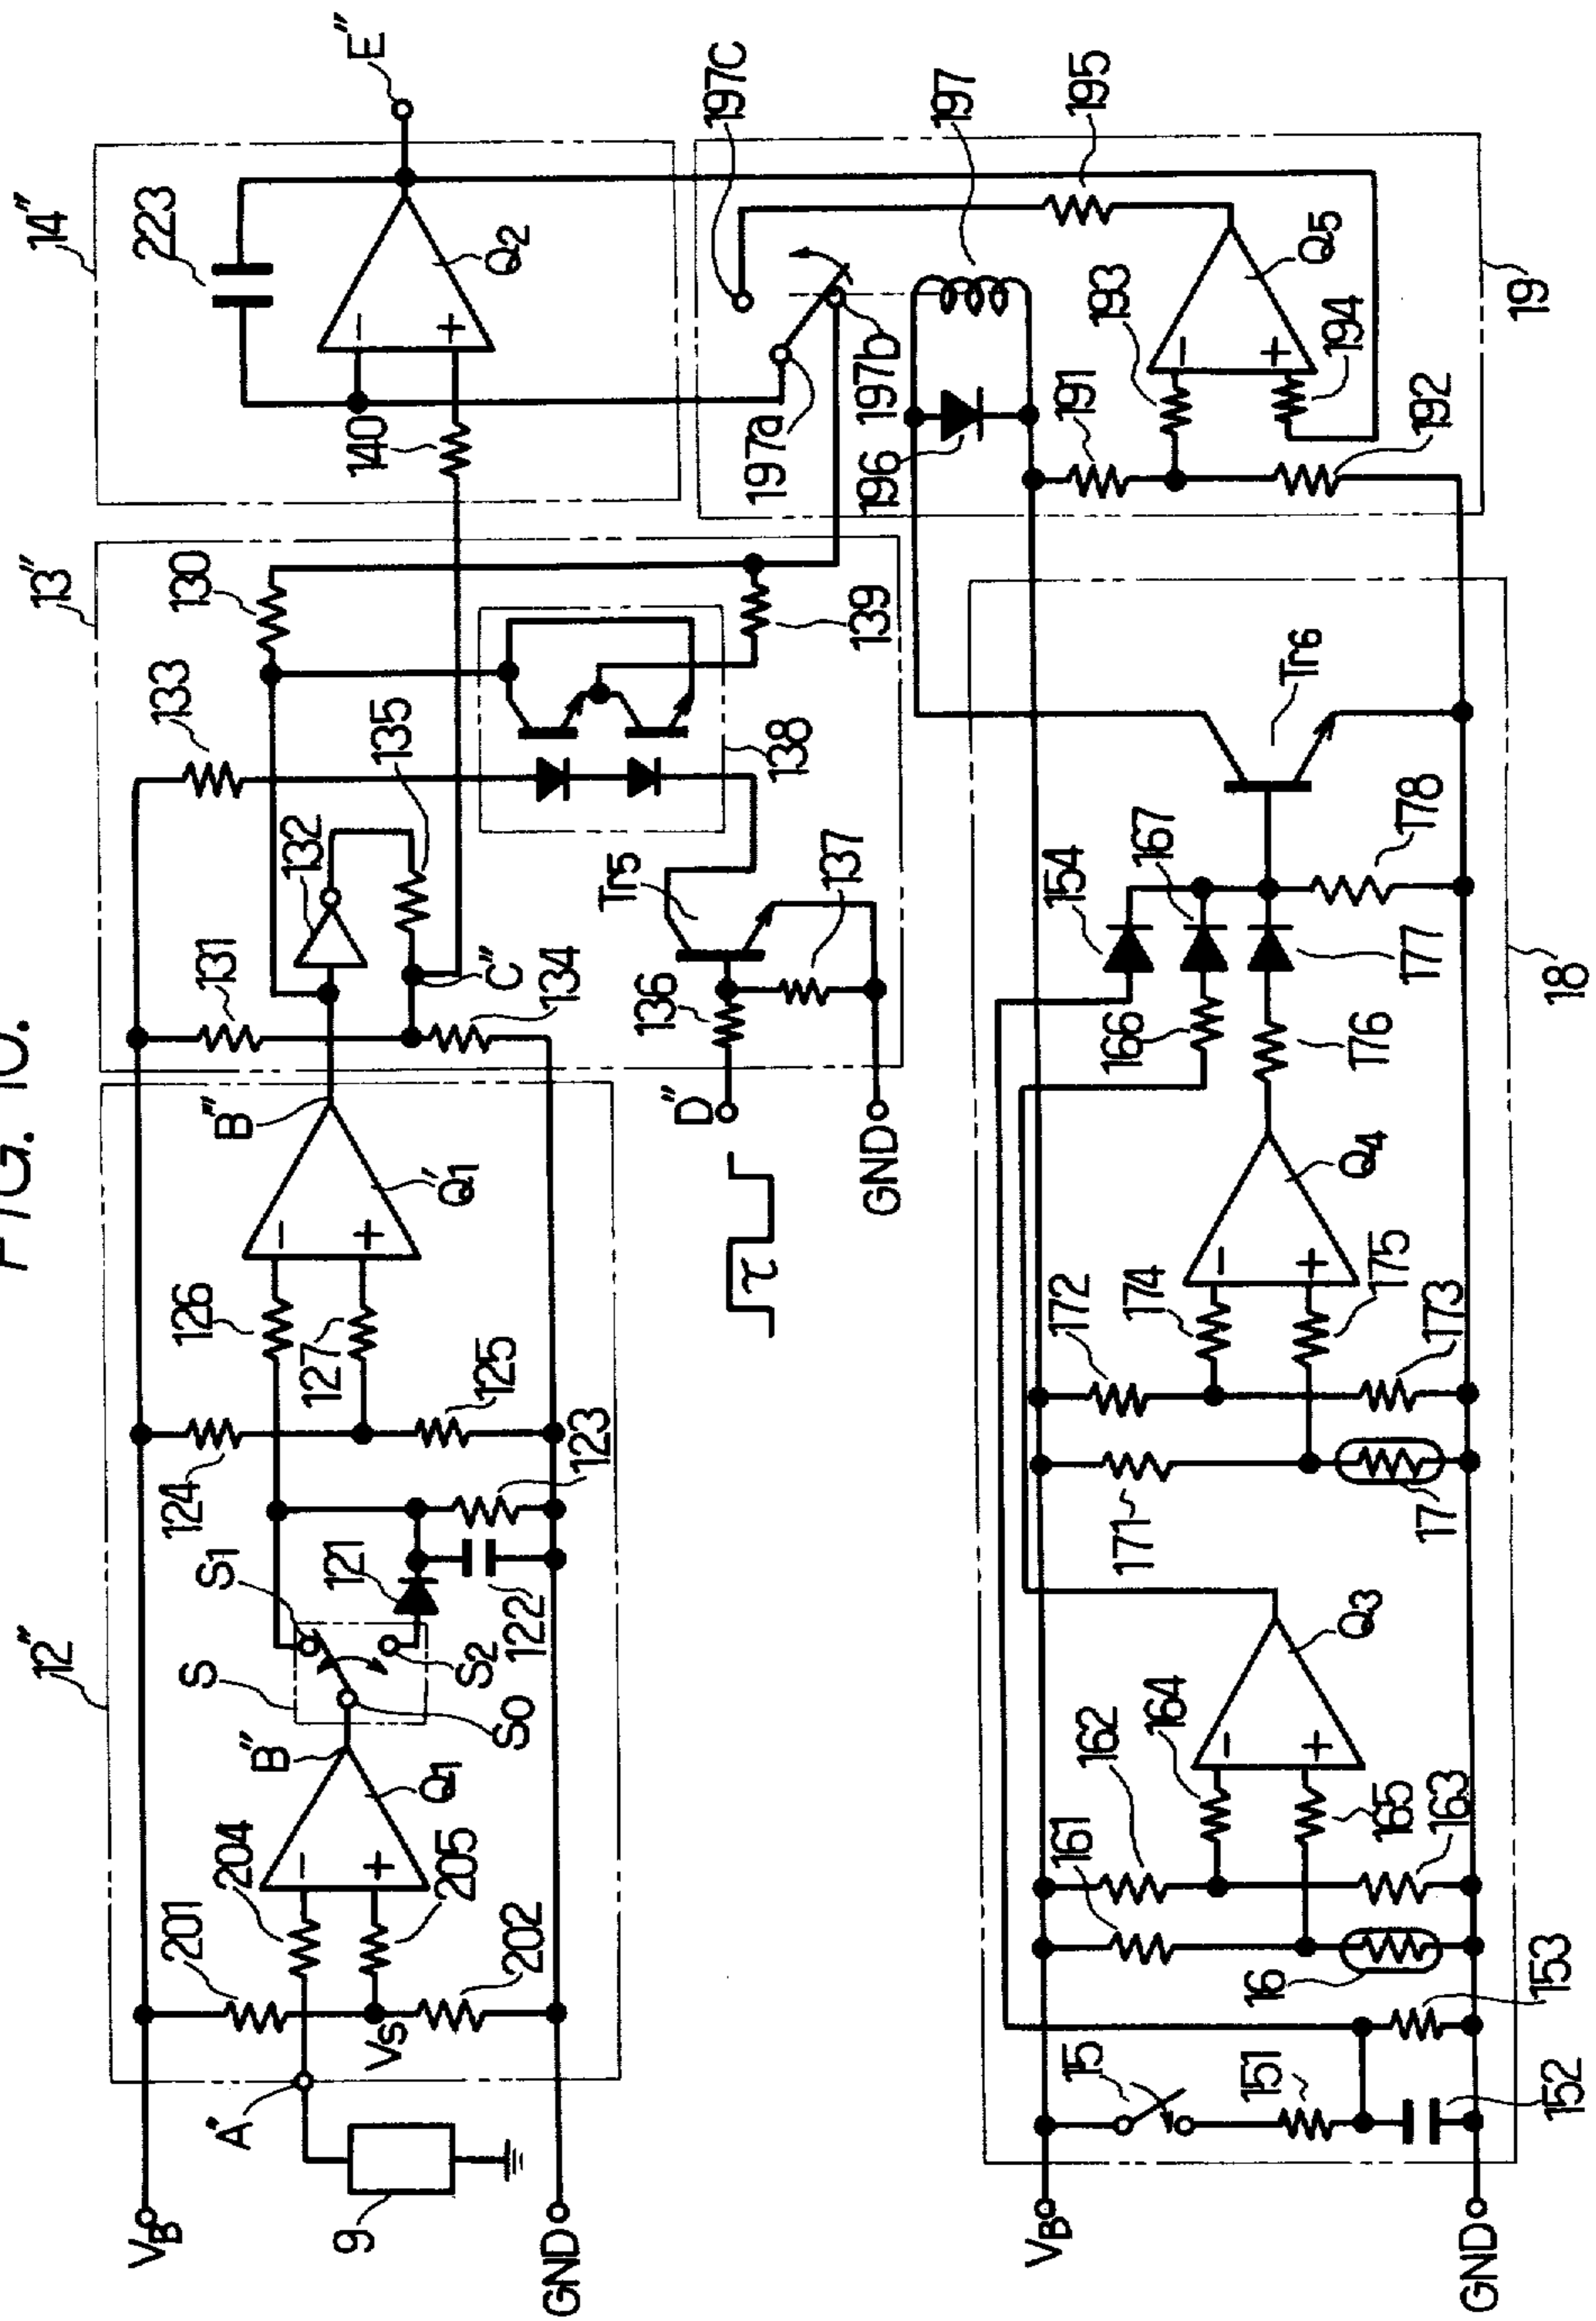 FIG. 10.
12"
13"
14"
VB
A"
9
GND
201
204
Vs
205
202
Q1
B"
S
S0
S1
S2
121
122
123
124
125
126
127
Q1'
B'''
131
132
133
130
135
C"
134
D"
τ
GND
136
137
Tr5
138
139
140
223
Q2
E"
197a
197b
197C
197
195
196
191
192
193
194
Q5
19
VB
GND
15
151
152
153
16
161
162
163
164
165
Q3
171
17
172
173
174
175
Q4
166
176
154
167
177
178
Tr6
18